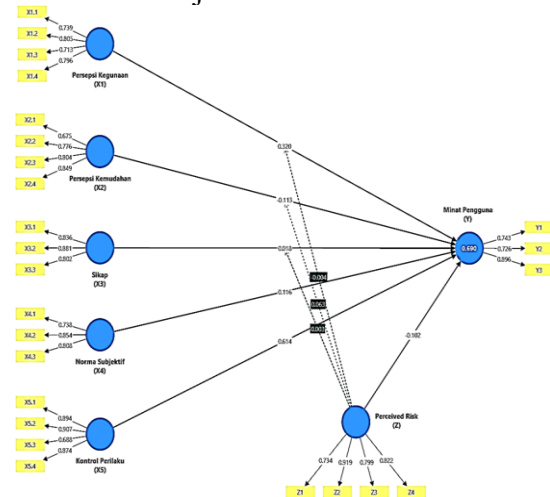 X1.1
X1.2
X1.3
X1.4
0.739
0.805
0.713
0.796
Persepsi Kegunaan
(X1)
X2.1
X2.2
X2.3
X2.4
0.675
0.776
0.804
0.849
Persepsi Kemudahan
(X2)
X3.1
X3.2
X3.3
0.836
0.881
0.802
Sikap
(X3)
X4.1
X4.2
X4.3
0.738
0.854
0.808
Norma Subjektif
(X4)
X5.1
X5.2
X5.3
X5.4
0.894
0.907
0.688
0.874
Kontrol Perilaku
(X5)
0.320
-0.113
0.018
0.116
0.614
-0.004
0.063
-0.182
Minat Pengguna
(Y)
0.690
0.743
0.726
0.896
Y1
Y2
Y3
Perceived Risk
(Z)
0.734
0.919
0.799
0.822
Z1
Z2
Z3
Z4